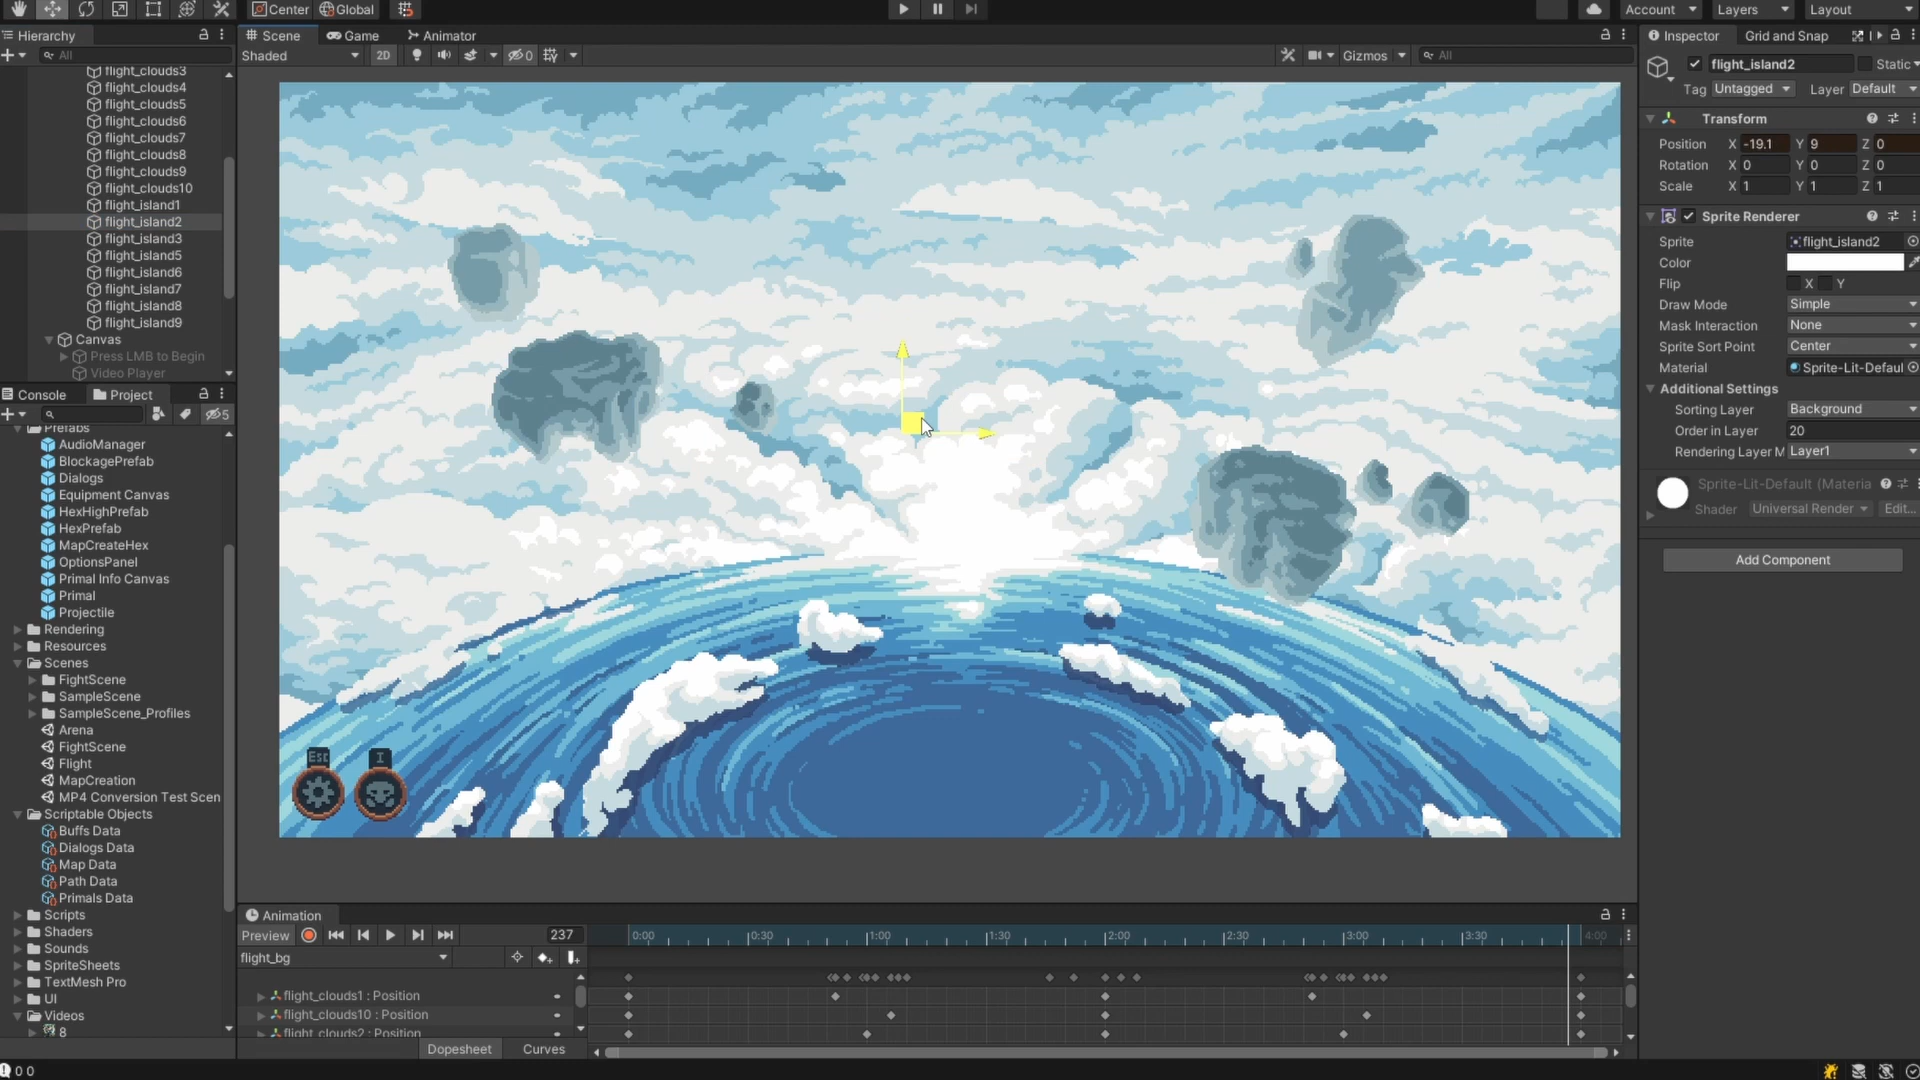 Center
Global
Account
Layers
Layout
Hierarchy
All
flight_clouds3
flight_clouds4
flight_clouds5
flight_clouds6
flight_clouds7
flight_clouds8
flight_clouds9
flight_clouds10
flight_island1
flight_island2
flight_island3
flight_island5
flight_island6
flight_island7
flight_island8
flight_island9
Canvas
Press LMB to Begin
Video Player
Console
Project
5
Prefabs
AudioManager
BlockagePrefab
Dialogs
Equipment Canvas
HexHighPrefab
HexPrefab
MapCreateHex
OptionsPanel
Primal Info Canvas
Primal
Projectile
Rendering
Resources
Scenes
FightScene
SampleScene
SampleScene_Profiles
Arena
FightScene
Flight
MapCreation
MP4 Conversion Test Scen
Scriptable Objects
Buffs Data
Dialogs Data
Map Data
Path Data
Primals Data
Scripts
Shaders
Sounds
SpriteSheets
TextMesh Pro
UI
Videos
8
Scene
Game
Animator
Shaded
2D
0
Gizmos
All
Esc
I
Animation
Preview
237
0:00
0:30
1:00
1:30
2:00
2:30
3:00
3:30
4:00
flight_bg
flight_clouds1 : Position
flight_clouds10 : Position
flight_clouds2 : Position
Dopesheet
Curves
Inspector
Grid and Snap
flight_island2
Static
Tag Untagged
Layer Default
Transform
Position X -19.1 Y 9 Z 0
Rotation X 0 Y 0 Z 0
Scale X 1 Y 1 Z 1
Sprite Renderer
Sprite flight_island2
Color
Flip X Y
Draw Mode Simple
Mask Interaction None
Sprite Sort Point Center
Material Sprite-Lit-Defaul
Additional Settings
Sorting Layer Background
Order in Layer 20
Rendering Layer M Layer1
Sprite-Lit-Default (Materia
Shader Universal Render Edit...
Add Component
0 0